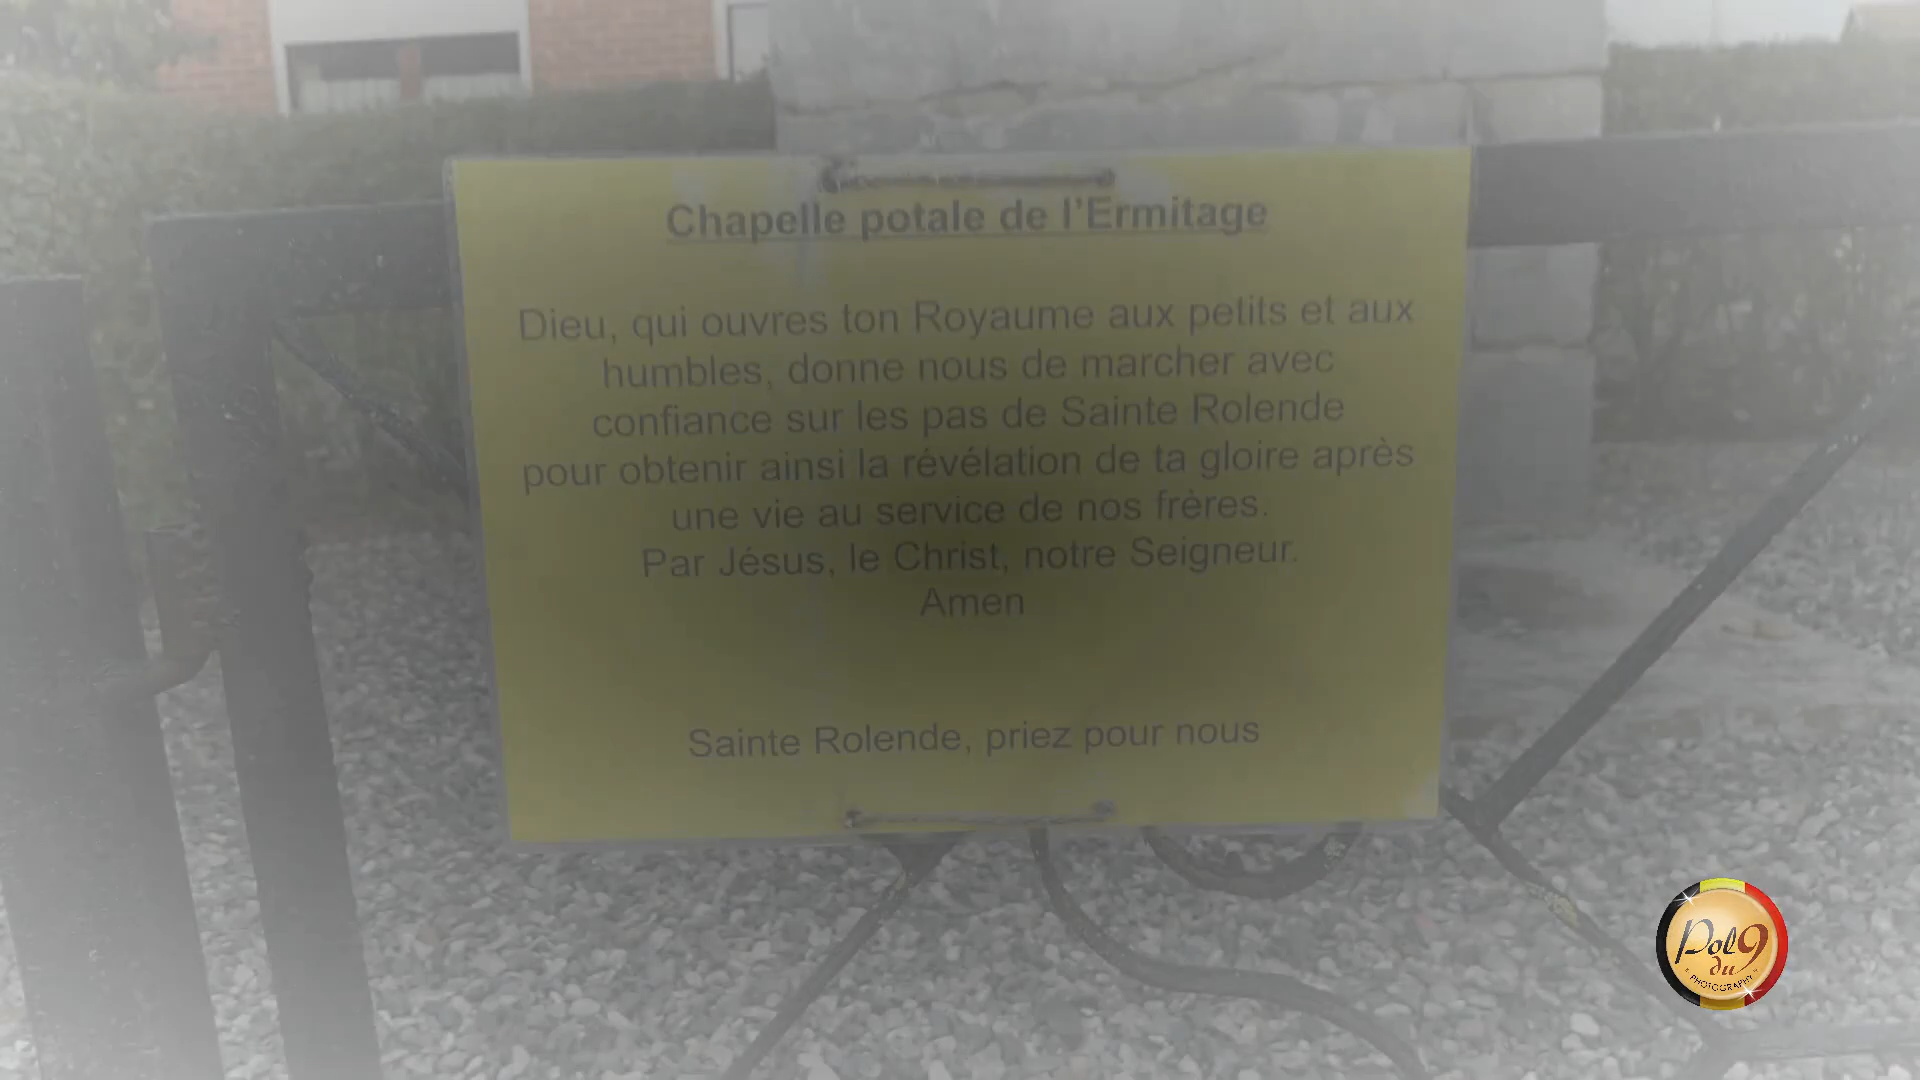 Chapelle potale de l'Ermitage
Dieu, qui ouvres ton Royaume aux petits et aux
humbles, donne nous de marcher avec
confiance sur les pas de Sainte Rolende
pour obtenir ainsi la révélation de ta gloire après
une vie au service de nos frères.
Par Jésus, le Christ, notre Seigneur.
Amen
Sainte Rolende, priez pour nous
Pol
du 9
PHOTOGRAPHY